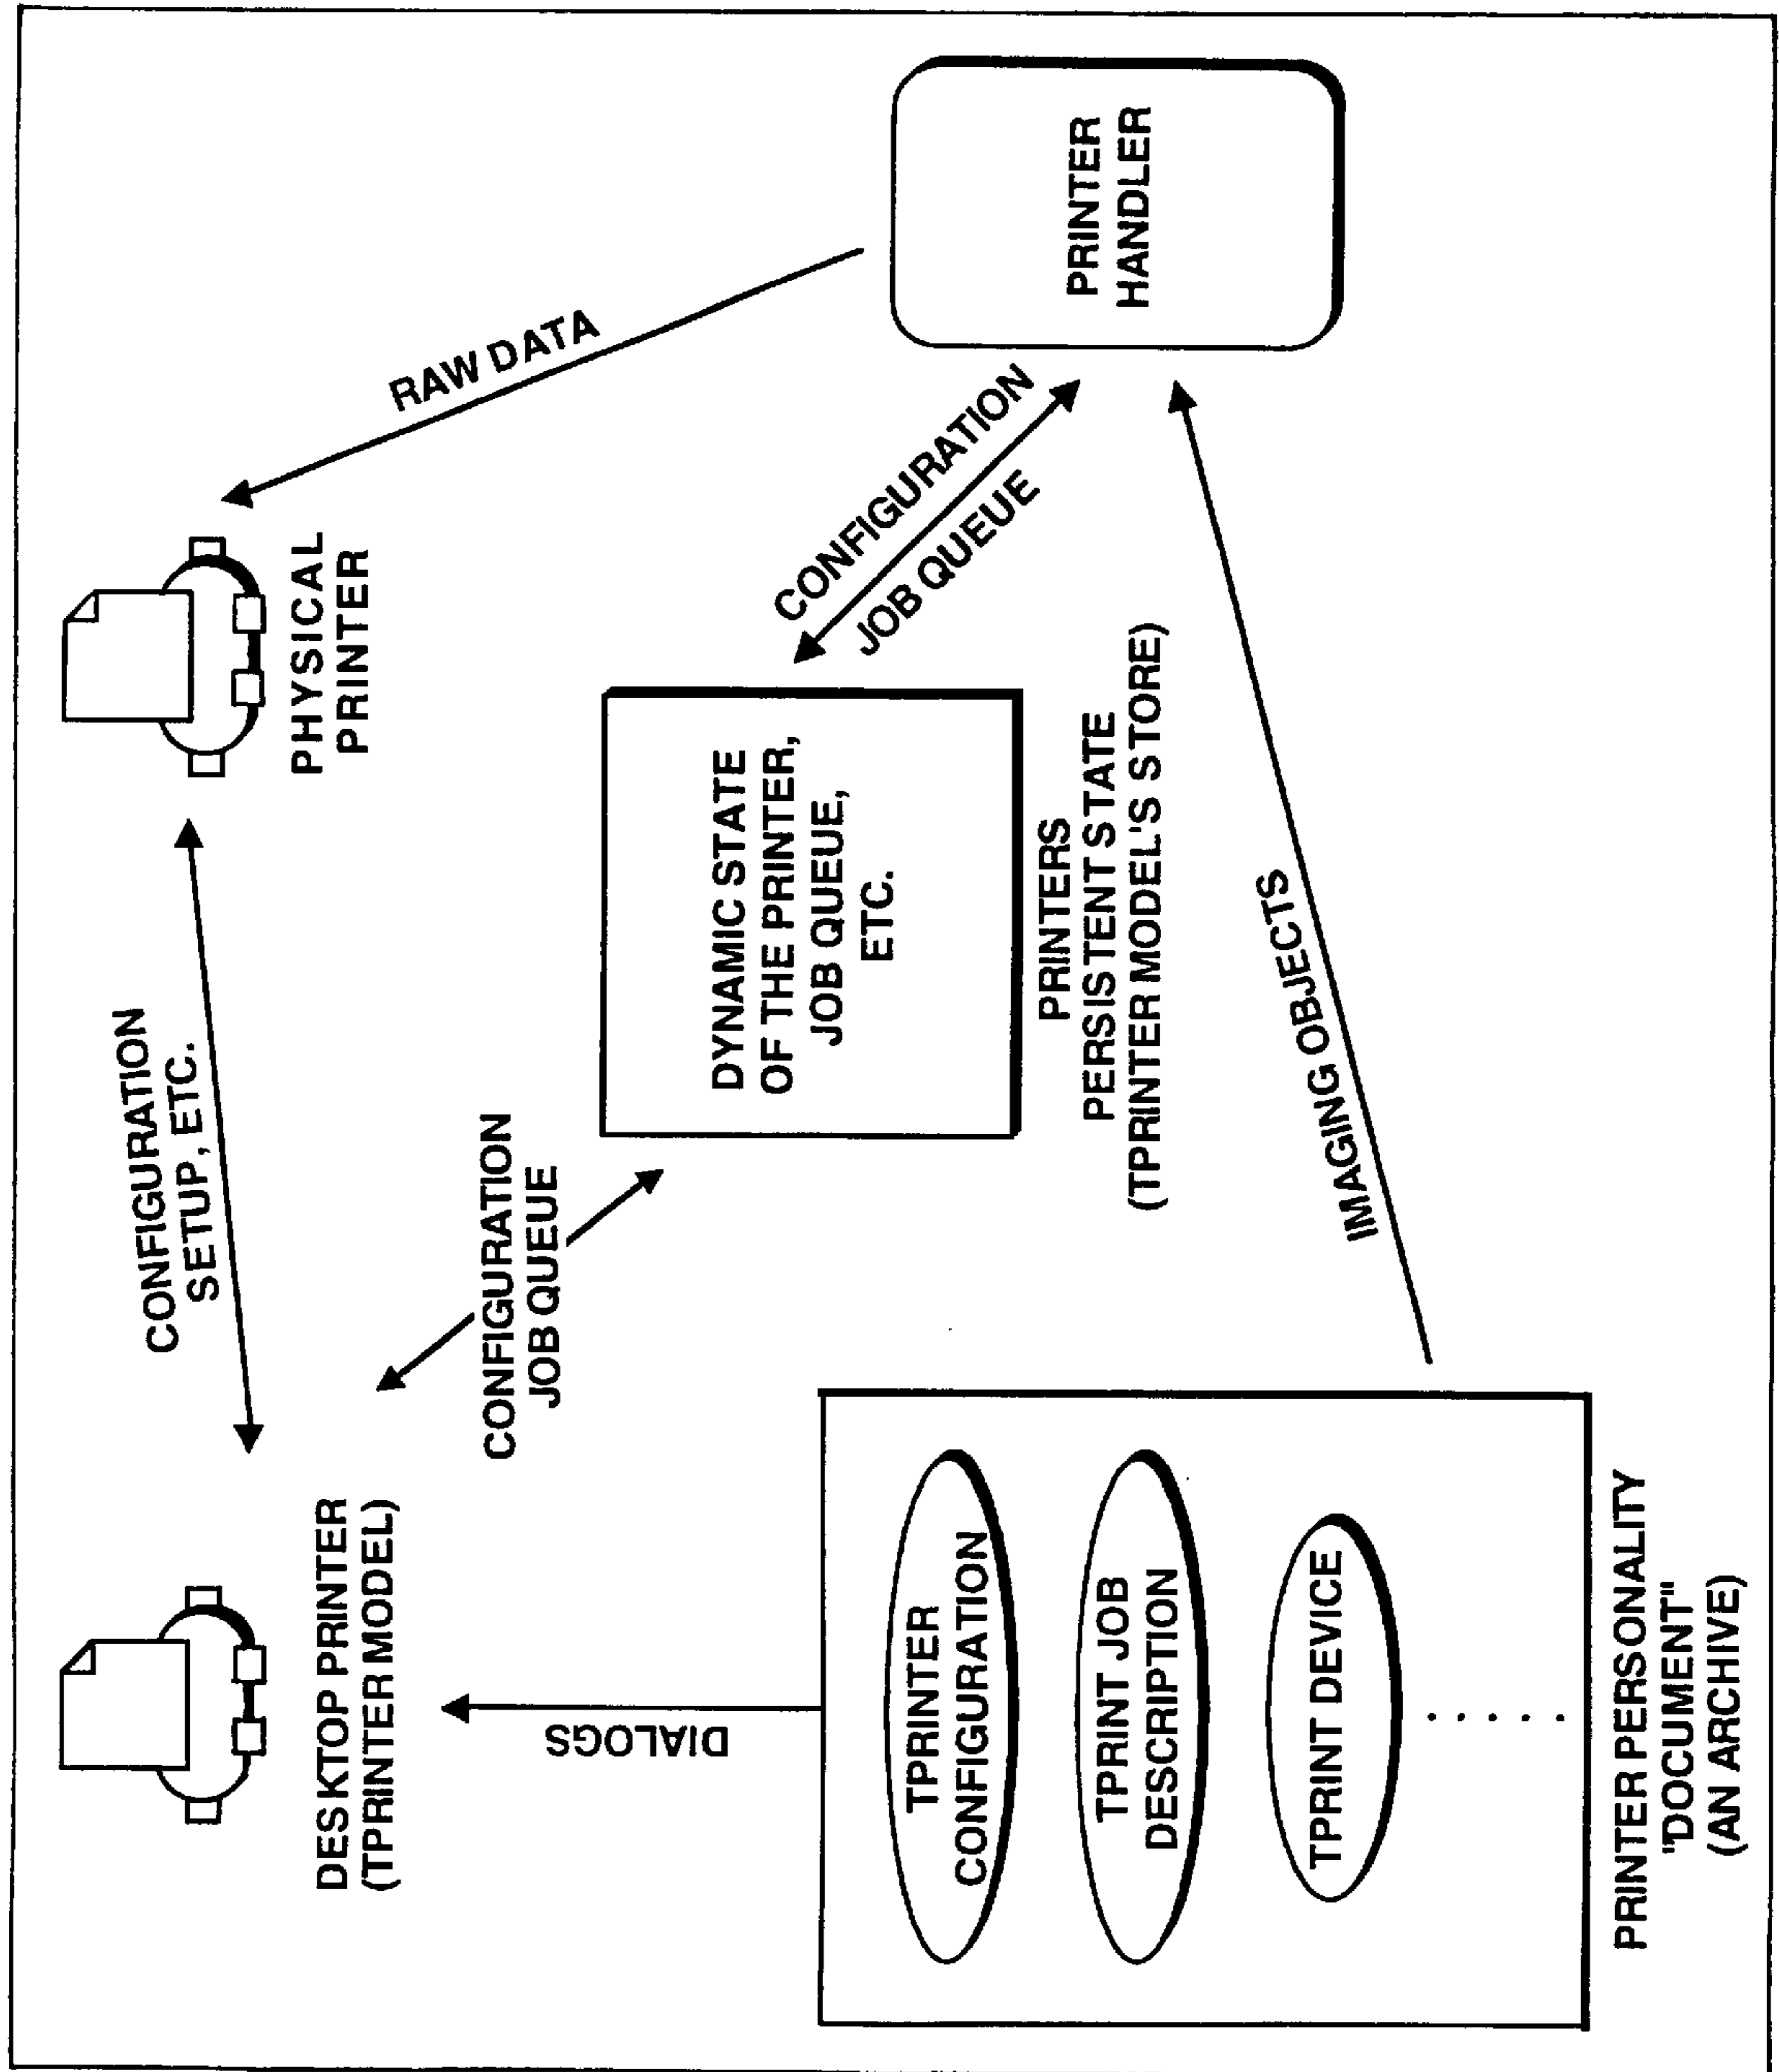 DESKTOP PRINTER
(TPRINTER MODEL)
CONFIGURATION
SETUP, ETC.
PHYSICAL
PRINTER
RAW DATA
CONFIGURATION
JOB QUEUE
DIALOGS
DYNAMIC STATE
OF THE PRINTER,
JOB QUEUE,
ETC.
CONFIGURATION
JOB QUEUE
PRINTERS
PERSISTENT STATE
(TPRINTER MODEL'S STORE)
PRINTER
HANDLER
TPRINTER
CONFIGURATION
TPRINT JOB
DESCRIPTION
TPRINT DEVICE
IMAGING OBJECTS
PRINTER PERSONALITY
"DOCUMENT"
(AN ARCHIVE)